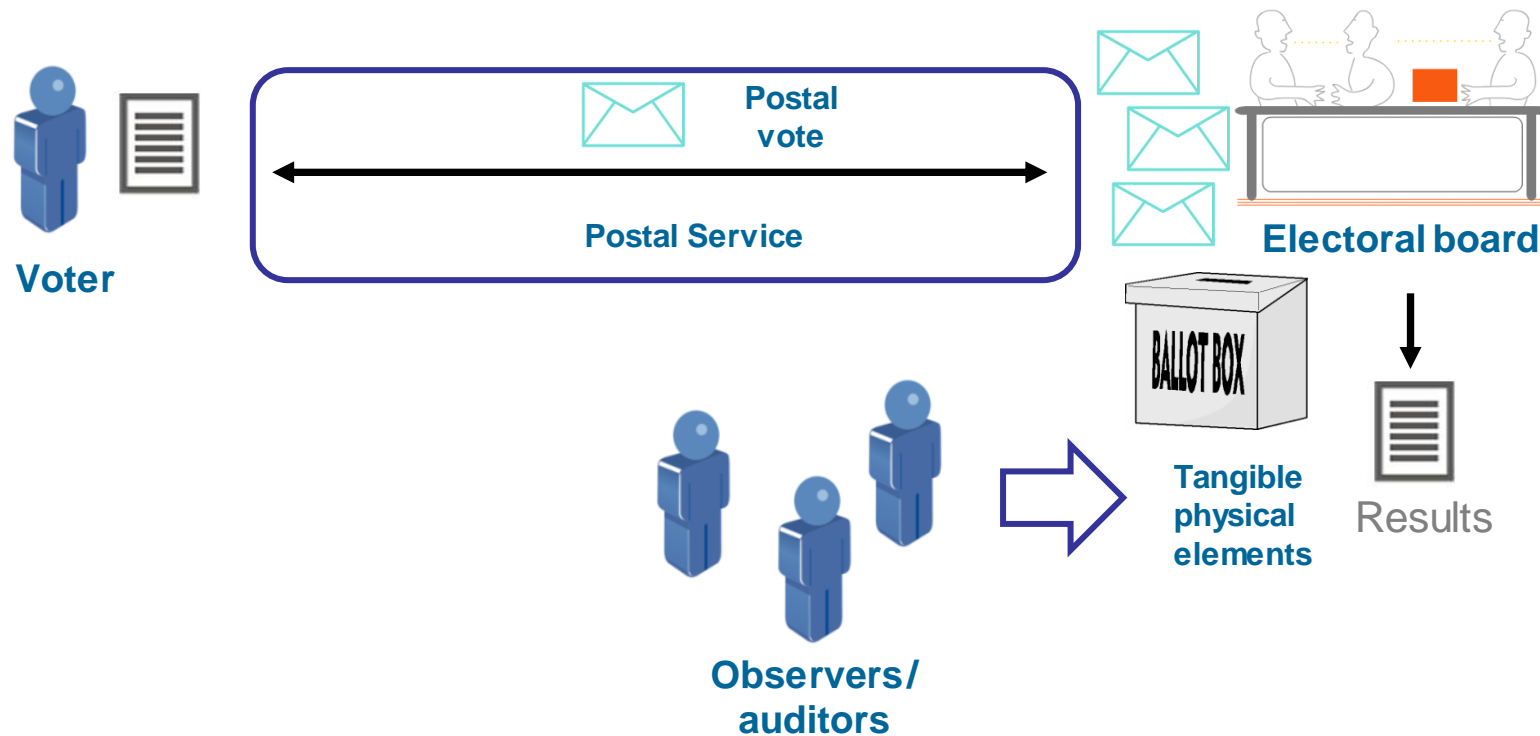 Postal
vote
Postal Service
Voter
Electoral board
BALLOT BOX
Tangible
physical
elements
Results
Observers/
auditors